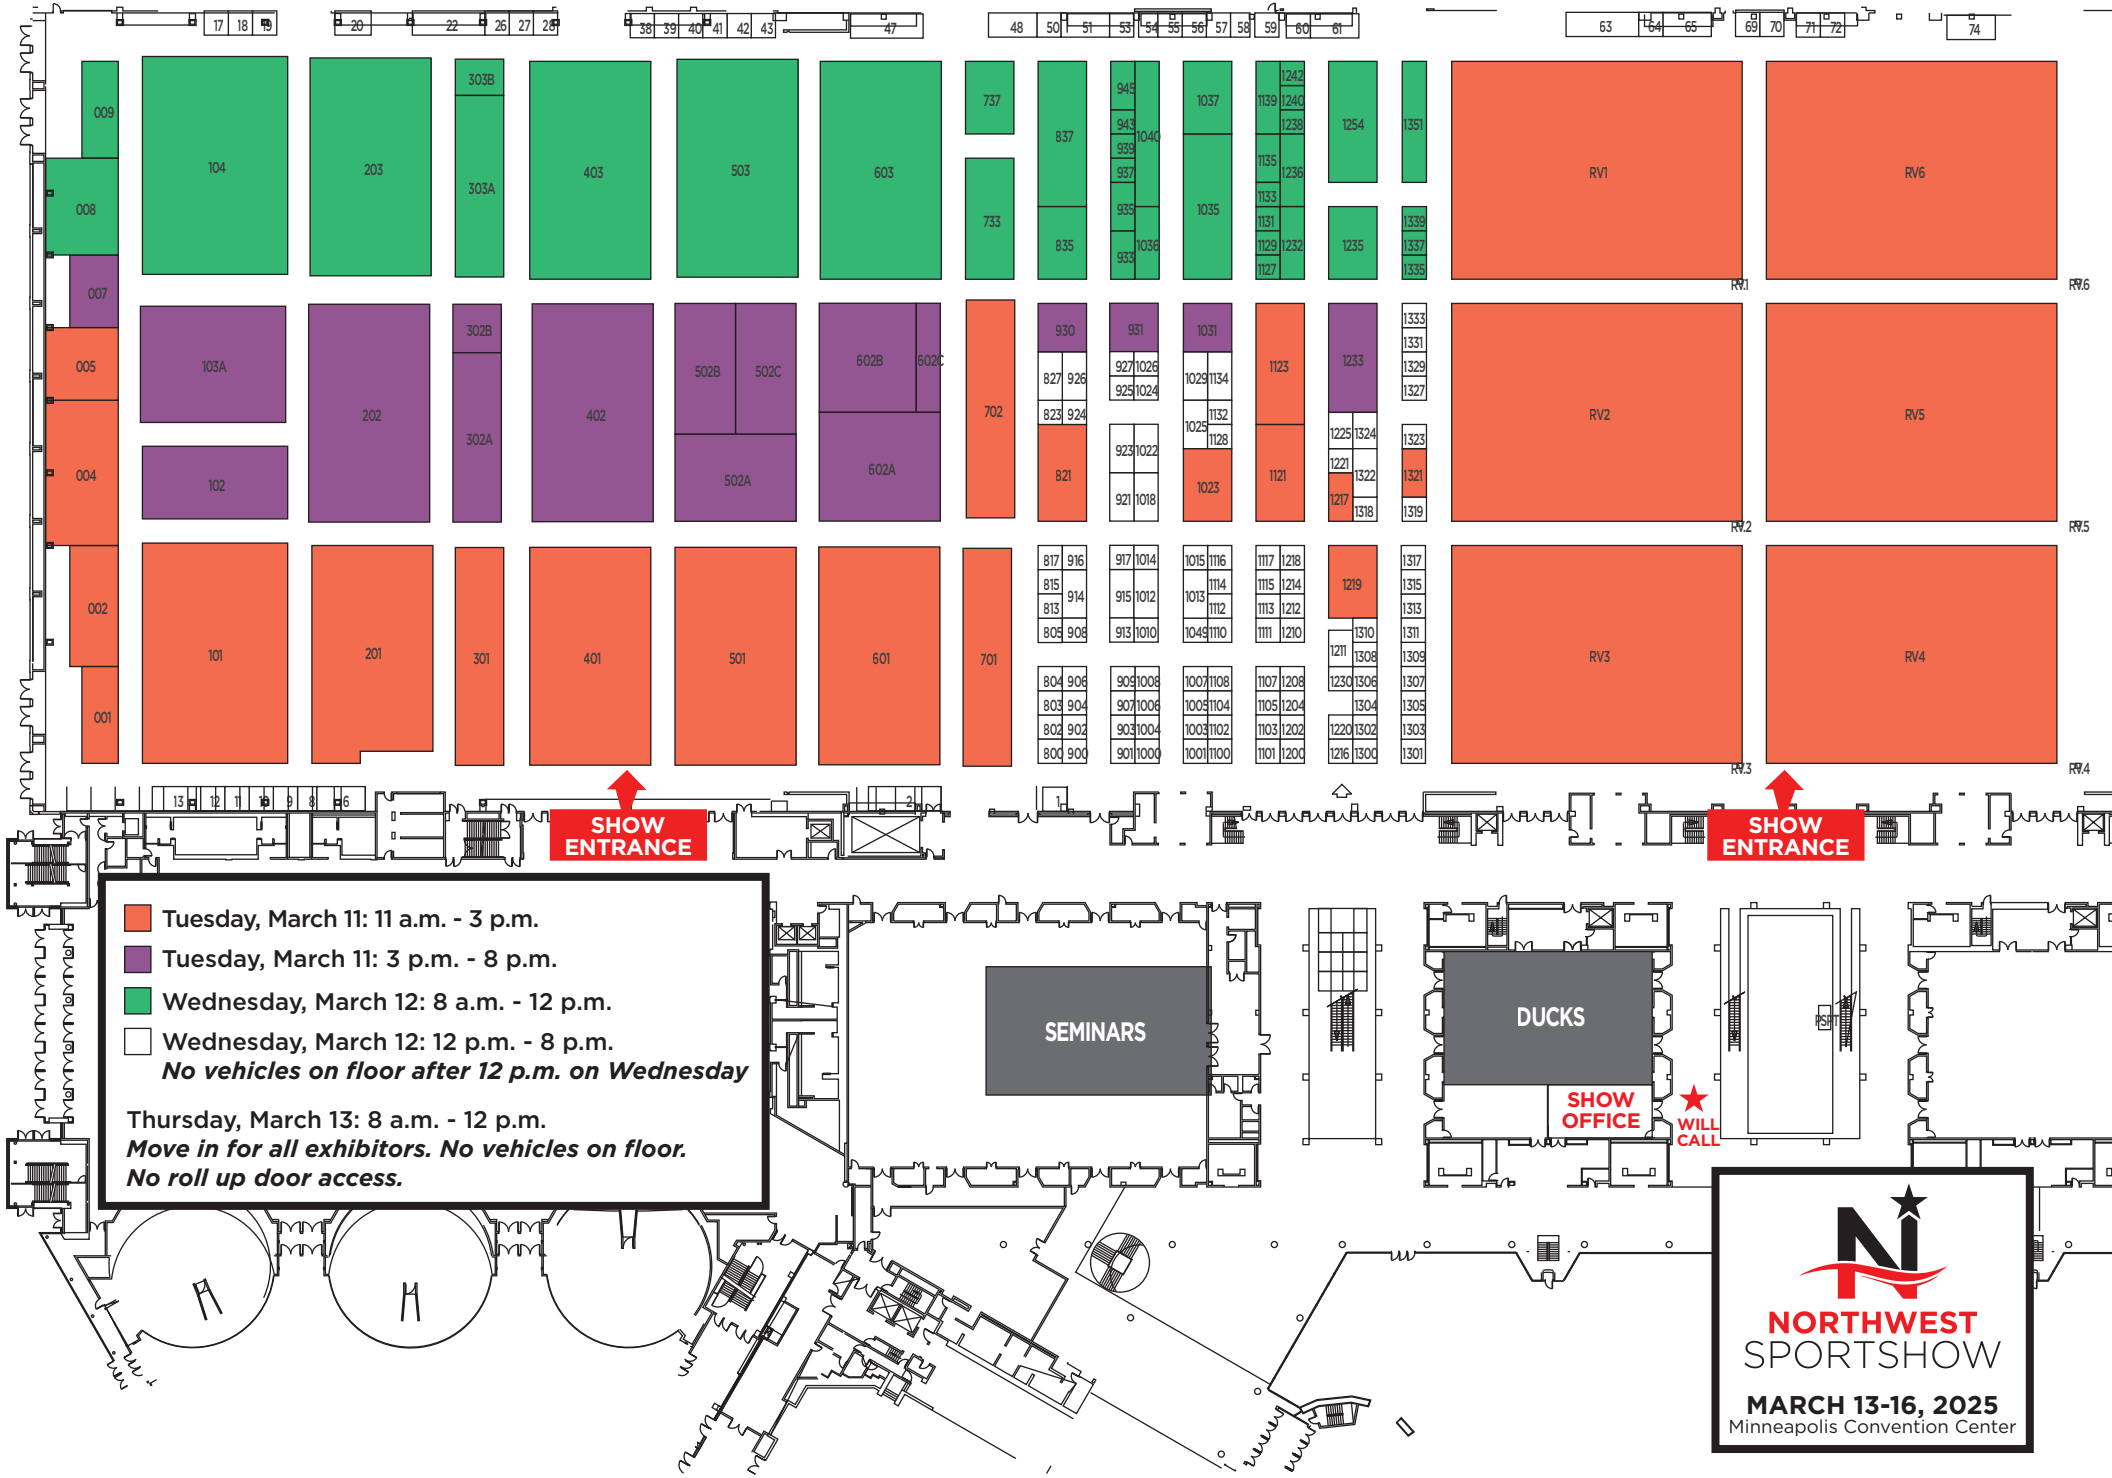 17 18 19 20 22 26 27 28 38 39 40 41 42 43 47 48 50 51 53 54 55 56 57 58 59 60 61 63 64 65 69 70 71 72 74
009 104 203 303B 403 503 603 737 837 945 1037 1139 1242 1254 1351 RV1 RV6
1240
943 1040 1238
939
008 303A 937 1135 1236
733 935 1035 1133
835 1036 1131 1235 1339
933 1129 1232 1337
1127 1335
007 RV.1 RV.6
005 103A 202 302B 402 502B 502C 602B 602C 702 930 931 1031 1123 1233 1333 RV2 RV5
1331
827 926 927 1026 1029 1134 1329
925 1024 1327
823 924 1132
004 102 302A 502A 602A 821 923 1022 1025 1128 1121 1225 1324 1323
1221
921 1018 1023 1217 1322 1321
1318 1319
RV.2 RV.5
002 101 201 301 401 501 601 701 817 916 917 1014 1015 1116 1117 1218 1219 1317 RV3 RV4
815 914 915 1012 1013 1114 1115 1214 1315
813 1112 1113 1212 1313
805 908 913 1010 1049 1110 1111 1210 1211 1310 1311
1308 1309
001 804 906 909 1008 1007 1108 1107 1208 1230 1306 1307
803 904 907 1006 1005 1104 1105 1204 1304 1305
802 902 903 1004 1003 1102 1103 1202 1220 1302 1303
800 900 901 1000 1001 1100 1101 1200 1216 1300 1301
RV.3 RV.4
13 12 11 10 9 8 6 2 1
SHOW
ENTRANCE
SHOW
ENTRANCE
Tuesday, March 11: 11 a.m. - 3 p.m.
Tuesday, March 11: 3 p.m. - 8 p.m.
Wednesday, March 12: 8 a.m. - 12 p.m.
Wednesday, March 12: 12 p.m. - 8 p.m.
No vehicles on floor after 12 p.m. on Wednesday
Thursday, March 13: 8 a.m. - 12 p.m.
Move in for all exhibitors. No vehicles on floor.
No roll up door access.
SEMINARS
DUCKS
PSPT
SHOW
OFFICE
WILL
CALL
N
NORTHWEST
SPORTSHOW
MARCH 13-16, 2025
Minneapolis Convention Center